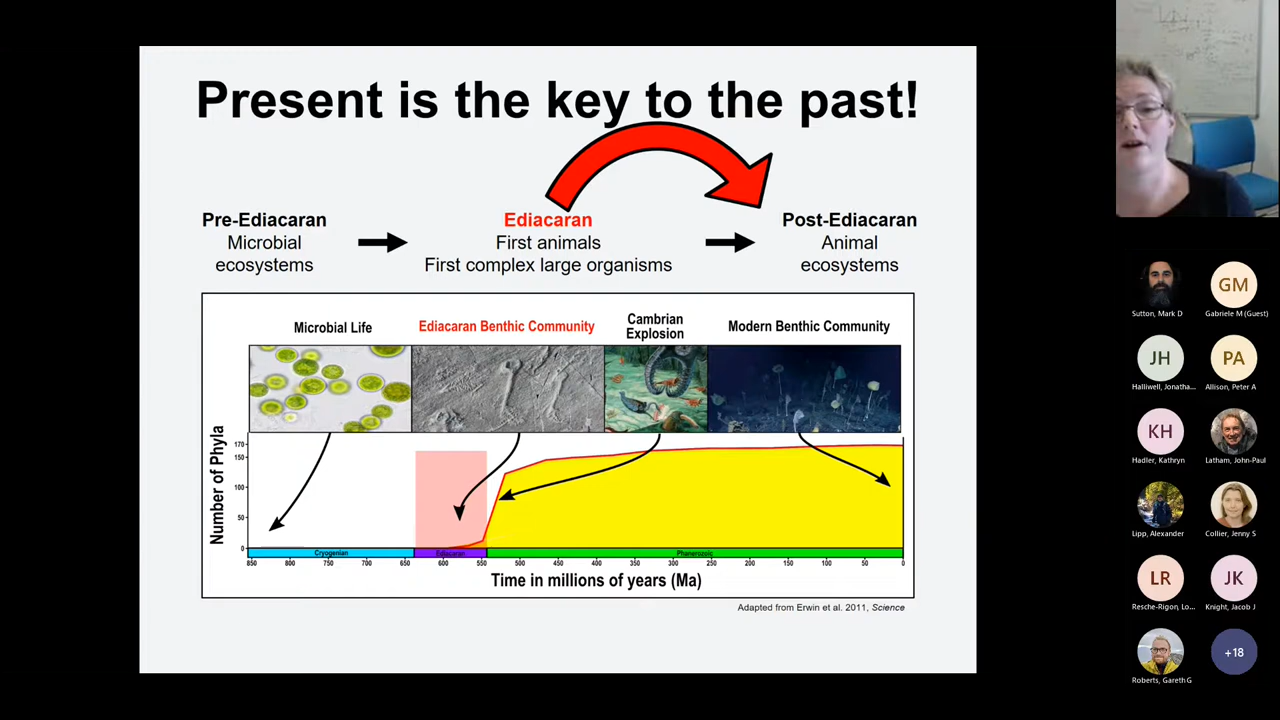 Present is the key to the past!
Pre-Ediacaran
Microbial
ecosystems
Ediacaran
First animals
First complex large organisms
Post-Ediacaran
Animal
ecosystems
Microbial Life
Ediacaran Benthic Community
Cambrian
Explosion
Modern Benthic Community
Number of Phyla
170
150
100
50
0
Cryogenian
Ediacaran
Phanerozoic
850
800
750
700
650
600
550
500
450
400
350
300
250
200
150
100
50
0
Time in millions of years (Ma)
Adapted from Erwin et al. 2011, Science
Sutton, Mark D
GM
Gabriele M (Guest)
JH
Halliwell, Jonatha...
PA
Allison, Peter A
KH
Hadler, Kathryn
Latham, John-Paul
Lipp, Alexander
Collier, Jenny S
LR
Resche-Rigon, Lo...
JK
Knight, Jacob J
Roberts, Gareth G
+18